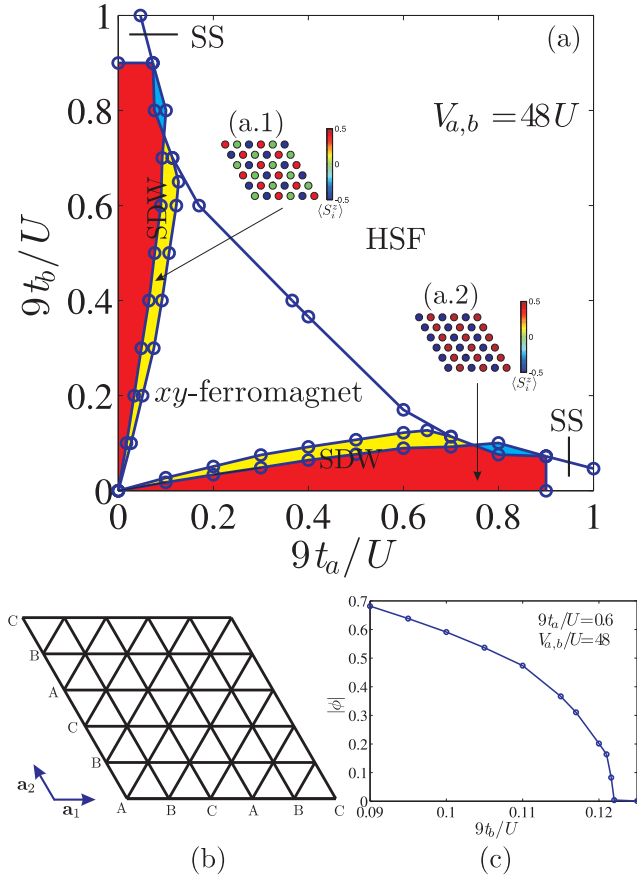 1
SS
(a)
0.8
(a.1)
0.5
0
-0.5
⟨S_i^z⟩
V_{a,b} = 48U
0.6
SDW
HSF
9t_b/U
0.4
(a.2)
0.5
0
-0.5
⟨S_i^z⟩
xy-ferromagnet
0.2
SS
SDW
0
0 0.2 0.4 0.6 0.8 1
9t_a/U
C
B
A
C
B
A B C A B C
a_2
a_1
(b)
0.7
0.6
0.5
0.4
0.3
0.2
0.1
0
|ϕ|
9t_a/U=0.6
V_{a,b}/U=48
0.09 0.1 0.11 0.12
9t_b/U
(c)